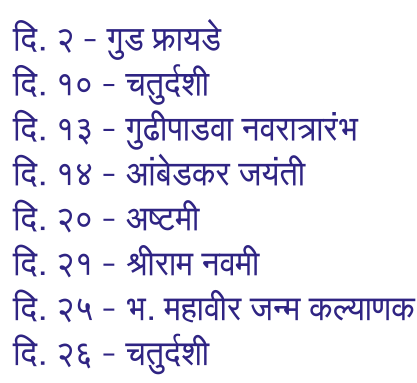 दि. २ - गुड फ्रायडे
दि. १० - चतुर्दशी
दि. १३ - गुढीपाडवा नवरात्रारंभ
दि. १४ - आंबेडकर जयंती
दि. २० - अष्टमी
दि. २१ - श्रीराम नवमी
दि. २५ - भ. महावीर जन्म कल्याणक
दि. २६ - चतुर्दशी